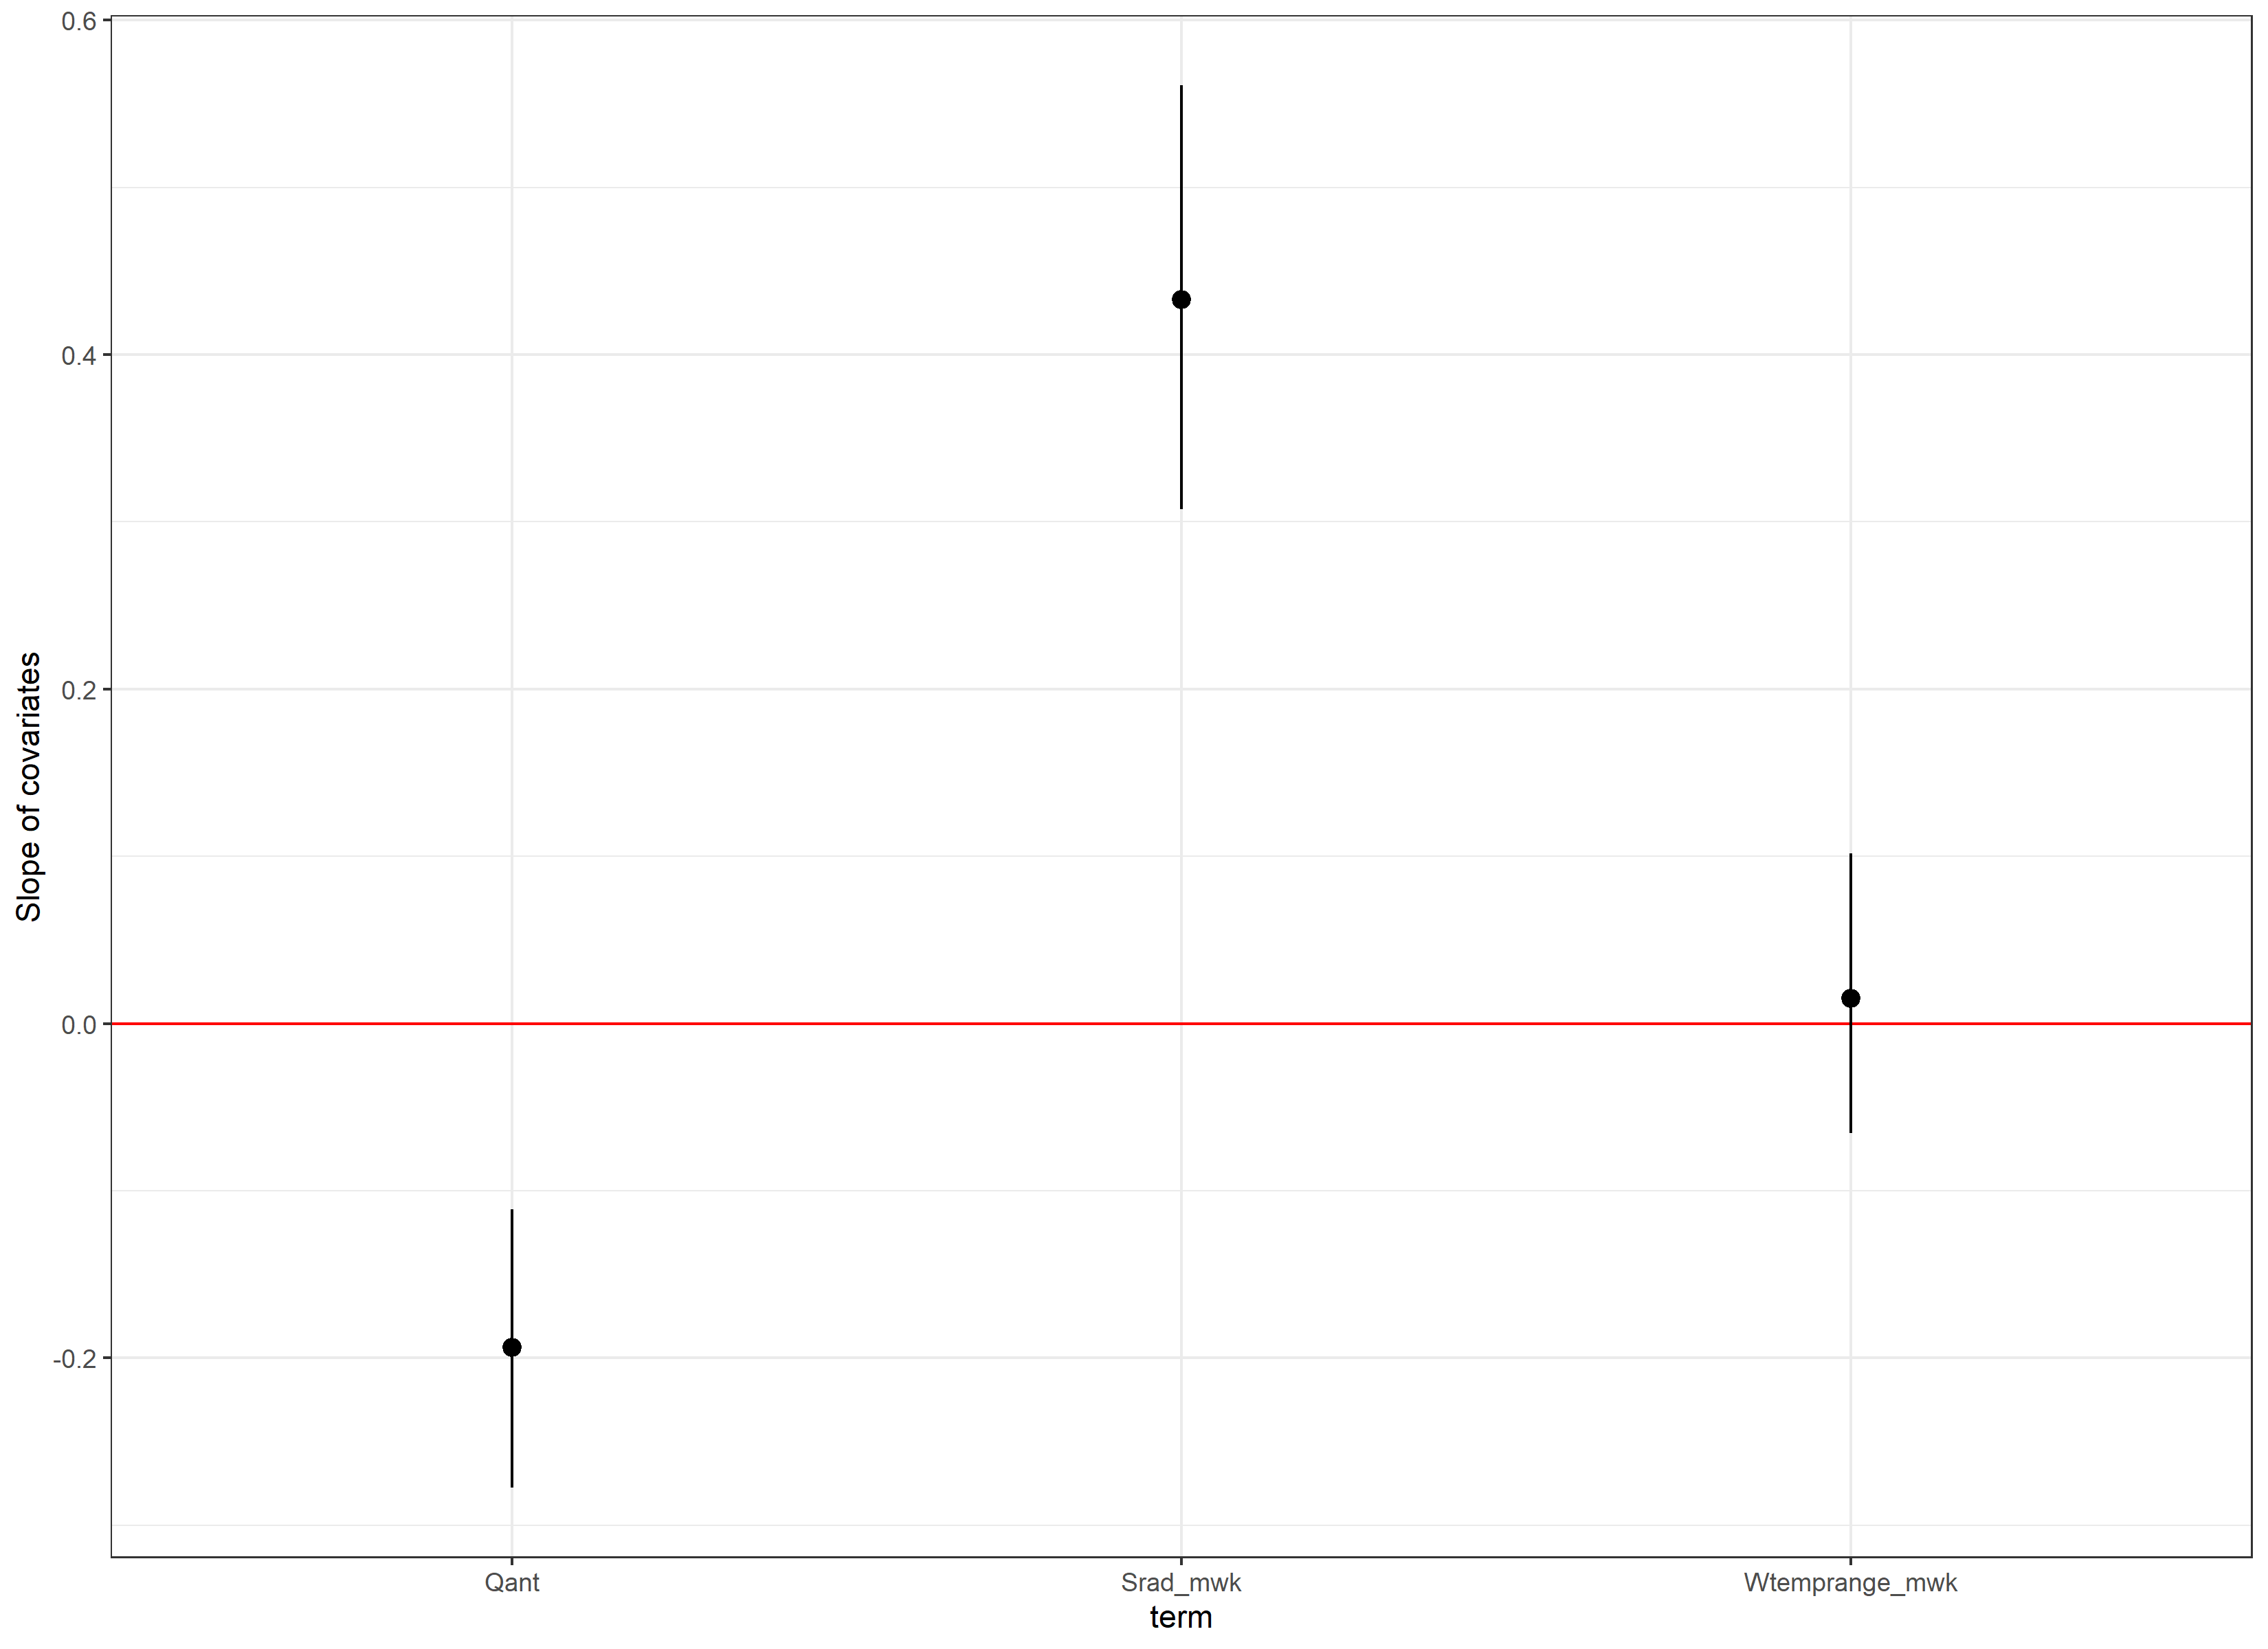 Slope of covariates
0.6
0.4
0.2
0.0
-0.2
Qant
Srad_mwk
Wtemprange_mwk
term